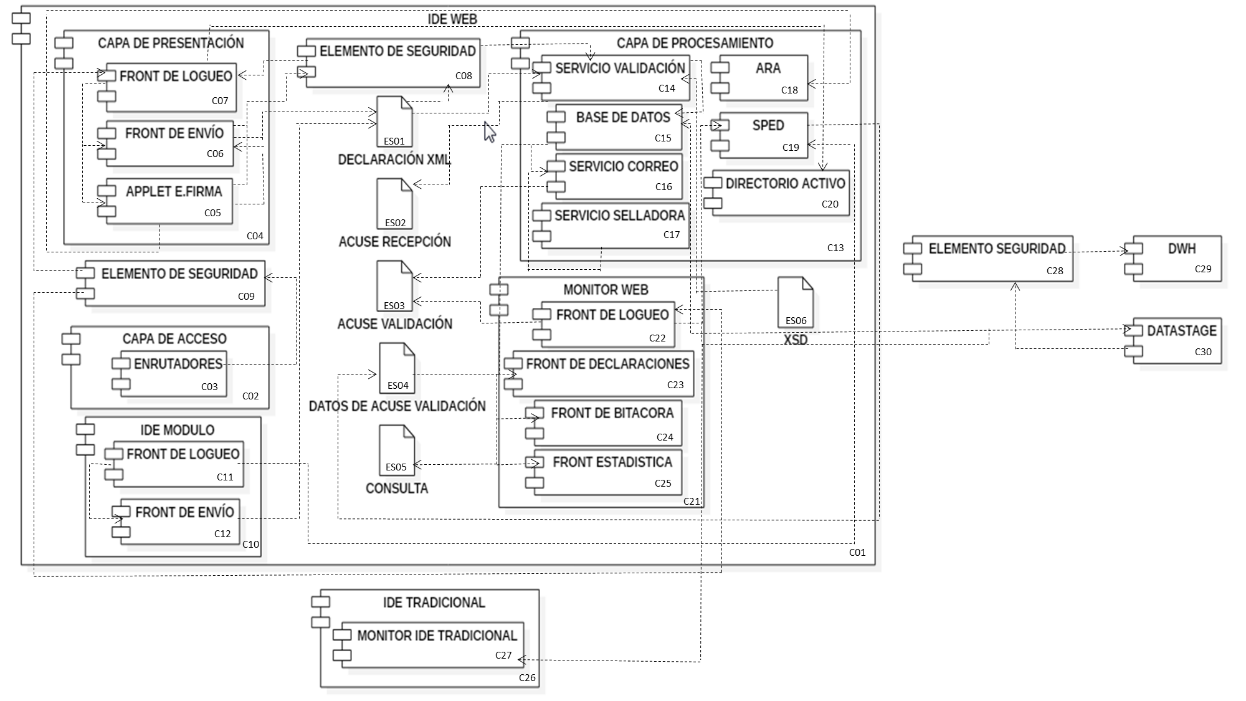 IDE WEB
CAPA DE PRESENTACIÓN
FRONT DE LOGUEO
C07
FRONT DE ENVÍO
C06
APPLET E.FIRMA
C05
C04
ELEMENTO DE SEGURIDAD
C08
ES01
DECLARACIÓN XML
ES02
ACUSE RECEPCIÓN
ES03
ACUSE VALIDACIÓN
ES04
DATOS DE ACUSE VALIDACIÓN
ES05
CONSULTA
CAPA DE PROCESAMIENTO
SERVICIO VALIDACIÓN
C14
BASE DE DATOS
C15
SERVICIO CORREO
C16
SERVICIO SELLADORA
C17
ARA
C18
SPED
C19
DIRECTORIO ACTIVO
C20
C13
ELEMENTO DE SEGURIDAD
C09
CAPA DE ACCESO
ENRUTADORES
C03
C02
IDE MODULO
FRONT DE LOGUEO
C11
FRONT DE ENVÍO
C12
C10
MONITOR WEB
FRONT DE LOGUEO
C22
FRONT DE DECLARACIONES
C23
FRONT DE BITACORA
C24
FRONT ESTADISTICA
C25
C21
ES06
XSD
C01
ELEMENTO SEGURIDAD
C28
DWH
C29
DATASTAGE
C30
IDE TRADICIONAL
MONITOR IDE TRADICIONAL
C27
C26